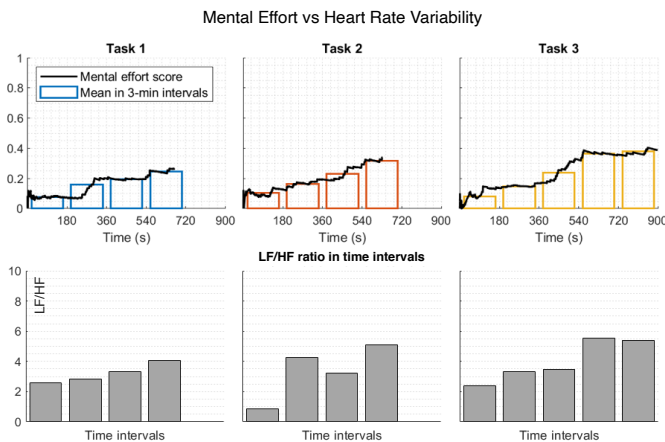 Mental Effort vs Heart Rate Variability
Task 1
Task 2
Task 3
1
0.8
0.6
0.4
0.2
0
Mental effort score
Mean in 3-min intervals
180 360 540 720 900
180 360 540 720 900
180 360 540 720 900
Time (s)
Time (s)
Time (s)
LF/HF ratio in time intervals
10
8
6
4
2
0
LF/HF
Time intervals
Time intervals
Time intervals